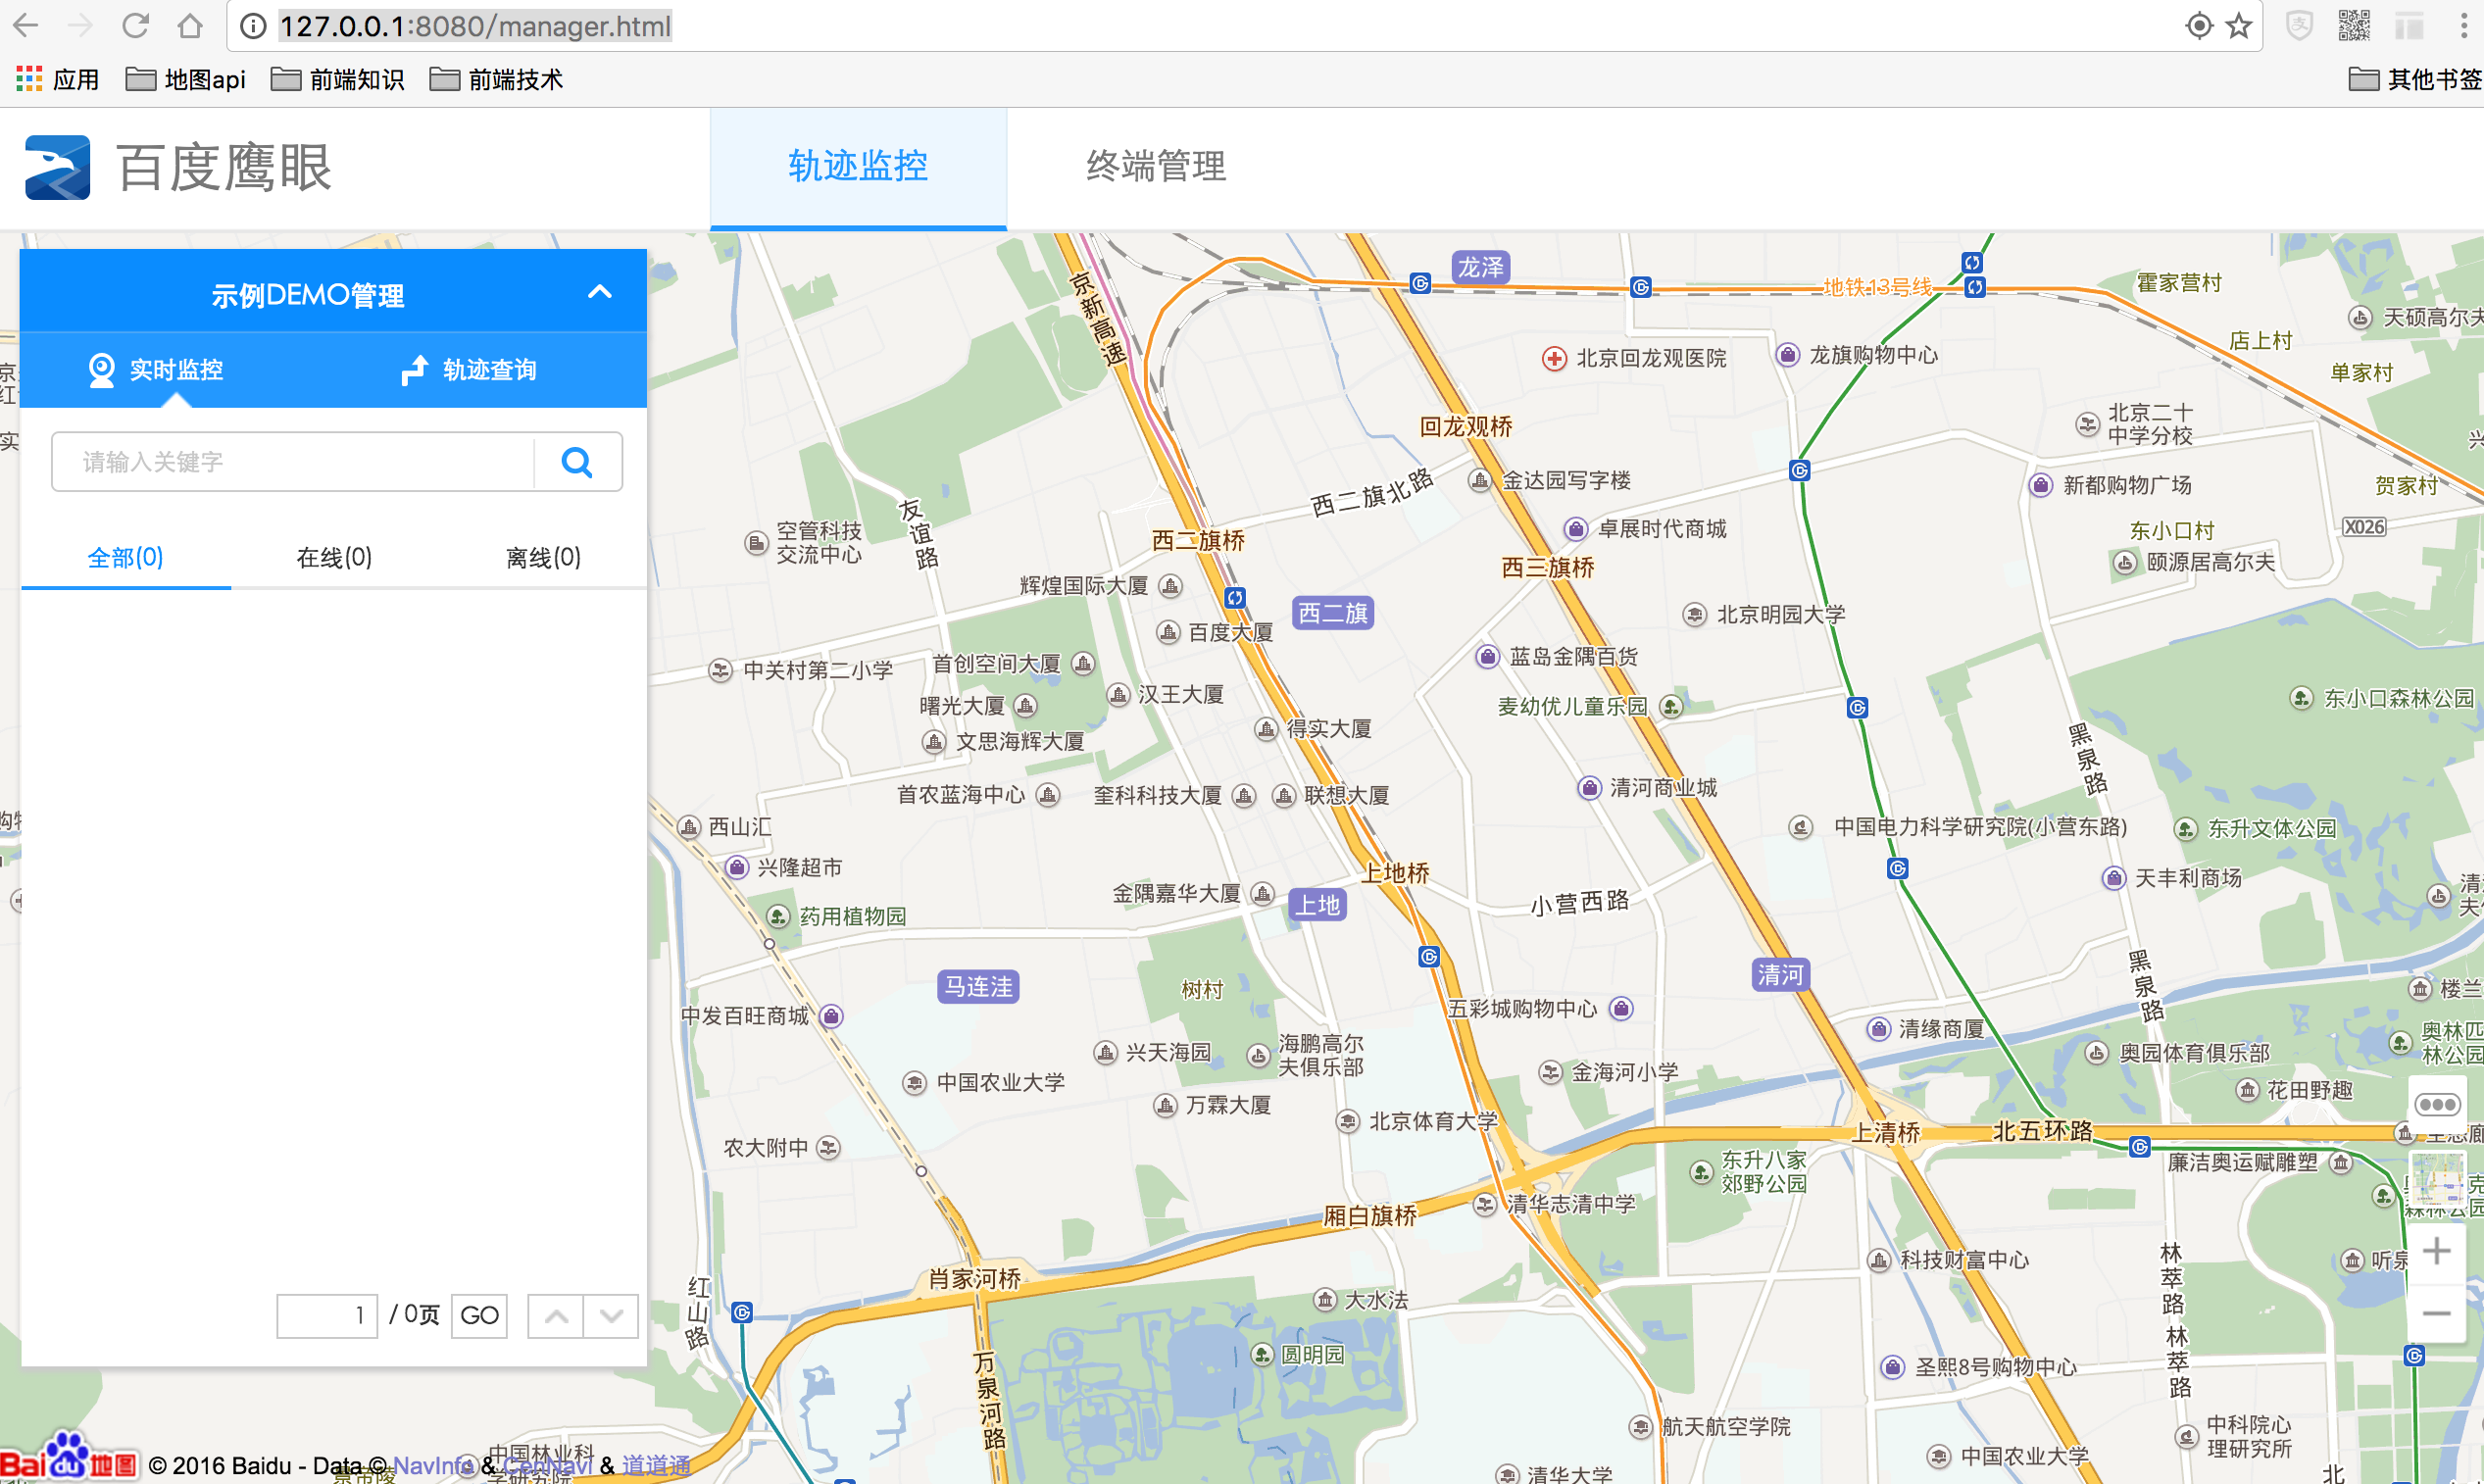 127.0.0.1:8080/manager.html
应用
地图api
前端知识
前端技术
其他书签
百度鹰眼
轨迹监控
终端管理
示例DEMO管理
实时监控
轨迹查询
请输入关键字
全部(0)
在线(0)
离线(0)
1 / 0页 GO
京新高速
龙泽
地铁13号线
霍家营村
天硕高尔夫
店上村
单家村
北京回龙观医院
龙旗购物中心
回龙观桥
北京二十
中学分校
西二旗北路
金达园写字楼
新都购物广场
贺家村
友谊路
空管科技
交流中心
西二旗桥
卓展时代商城
东小口村
X026
西三旗桥
颐源居高尔夫
辉煌国际大厦
西二旗
北京明园大学
百度大厦
首创空间大厦
蓝岛金隅百货
中关村第二小学
汉王大厦
曙光大厦
麦幼优儿童乐园
东小口森林公园
得实大厦
文思海辉大厦
黑泉路
首农蓝海中心
奎科科技大厦
联想大厦
清河商业城
西山汇
中国电力科学研究院(小营东路)
东升文体公园
兴隆超市
上地桥
天丰利商场
金隅嘉华大厦
上地
小营西路
药用植物园
马连洼
树村
清河
黑泉路
楼兰
中发百旺商城
五彩城购物中心
清缘商厦
奥林匹
林公园
兴天海园
海鹏高尔
夫俱乐部
奥园体育俱乐部
中国农业大学
金海河小学
花田野趣
万霖大厦
北京体育大学
上清桥
北五环路
农大附中
东升八家
郊野公园
廉洁奥运赋雕塑
清华志清中学
厢白旗桥
科技财富中心
听泉
肖家河桥
红山路
大水法
林萃路
林萃路
圆明园
万泉河路
圣熙8号购物中心
航天航空学院
中科院心
理研究所
中国农业大学
清华大学
北
中国林业科
学研究院
Bai du 地图
© 2016 Baidu - Data © NavInfo & CenNavi & 道道通